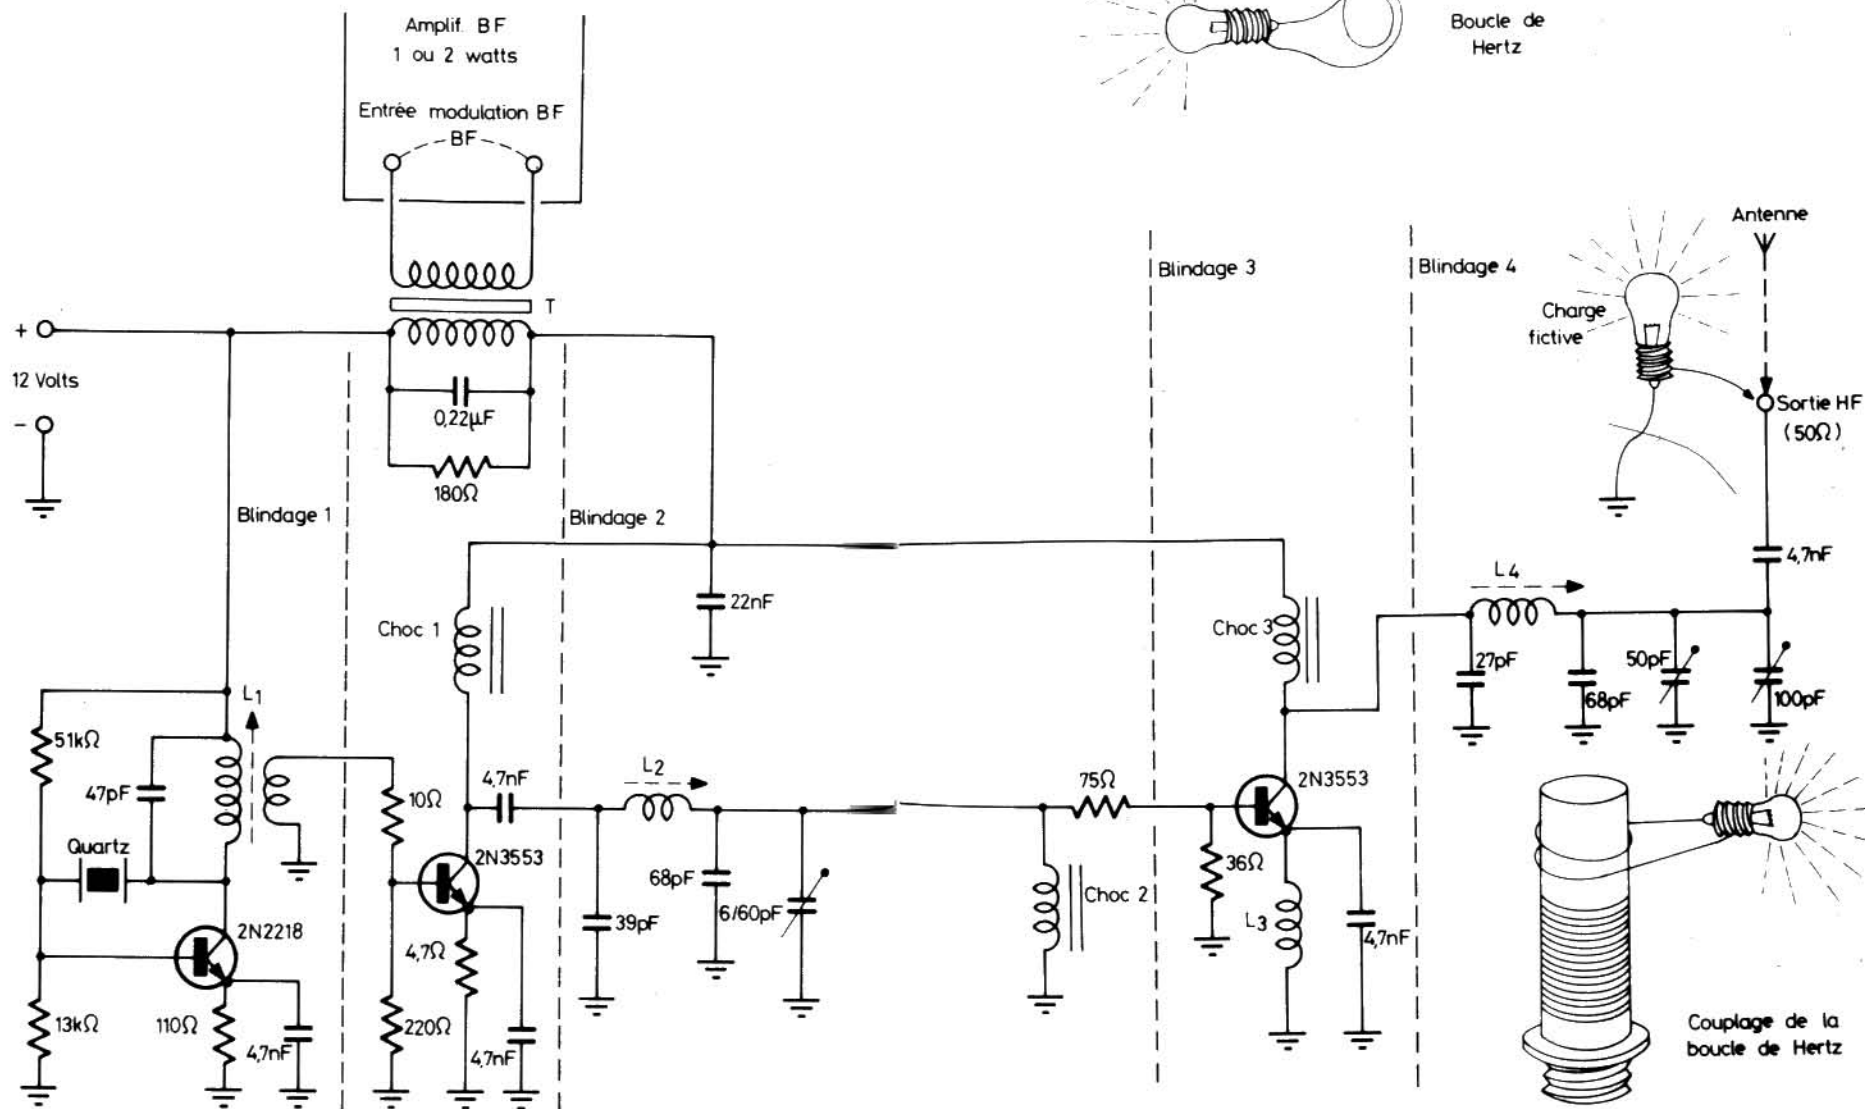 Amplif. BF
1 ou 2 watts
Entrée modulation BF
BF
Boucle de
Hertz
T
+
12 Volts
-
0,22µF
180Ω
Blindage 1
Blindage 2
Blindage 3
Blindage 4
Antenne
Charge
fictive
Sortie HF
(50Ω)
4,7nF
Choc 1
22nF
Choc 3
L4
27pF
68pF
50pF
100pF
L1
51kΩ
47pF
Quartz
2N2218
13kΩ
110Ω
4,7nF
10Ω
4,7nF
2N3553
4,7Ω
220Ω
4,7nF
L2
39pF
68pF
6/60pF
75Ω
Choc 2
2N3553
36Ω
L3
4,7nF
Couplage de la
boucle de Hertz